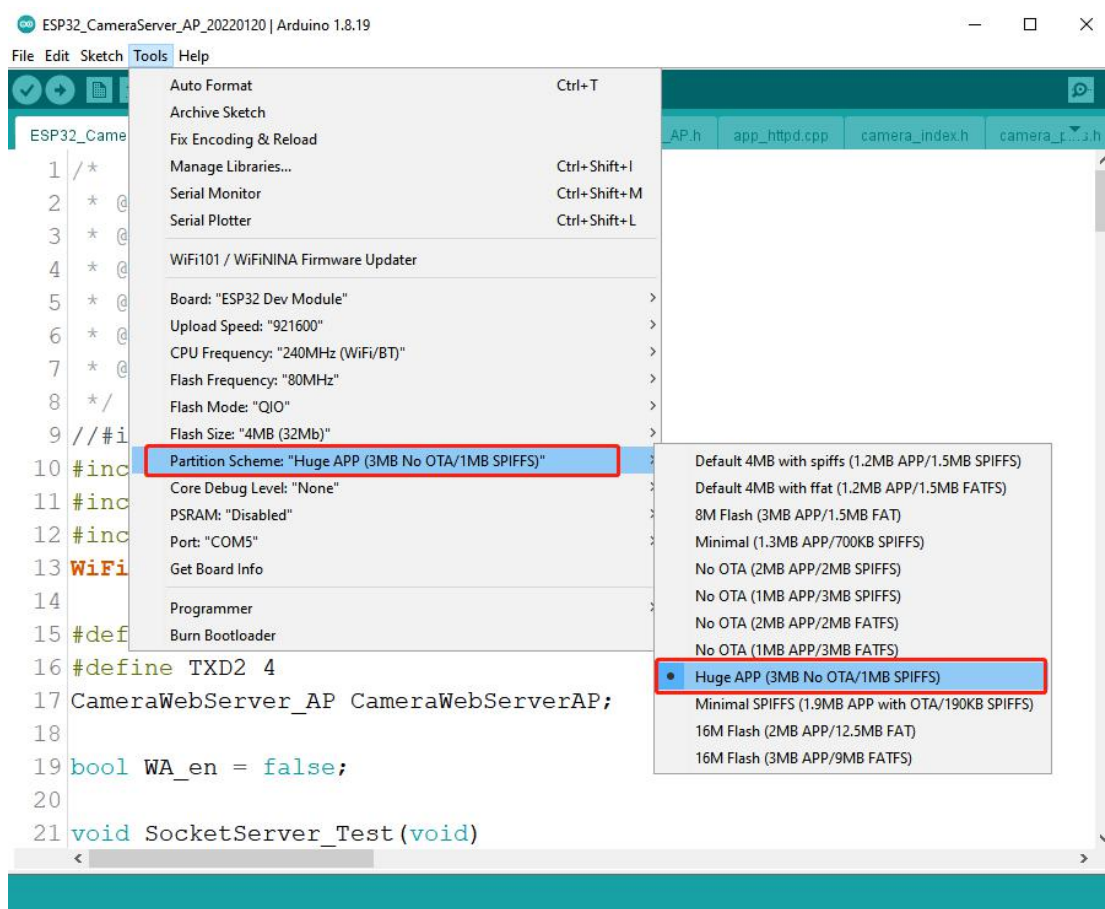 ESP32_CameraServer_AP_20220120 | Arduino 1.8.19
File Edit Sketch Tools Help
Auto Format Ctrl+T
Archive Sketch
Fix Encoding & Reload
Manage Libraries... Ctrl+Shift+I
Serial Monitor Ctrl+Shift+M
Serial Plotter Ctrl+Shift+L
WiFi101 / WiFiNINA Firmware Updater
Board: "ESP32 Dev Module"
Upload Speed: "921600"
CPU Frequency: "240MHz (WiFi/BT)"
Flash Frequency: "80MHz"
Flash Mode: "QIO"
Flash Size: "4MB (32Mb)"
Partition Scheme: "Huge APP (3MB No OTA/1MB SPIFFS)"
Core Debug Level: "None"
PSRAM: "Disabled"
Port: "COM5"
Get Board Info
Programmer
Burn Bootloader
Default 4MB with spiffs (1.2MB APP/1.5MB SPIFFS)
Default 4MB with ffat (1.2MB APP/1.5MB FATFS)
8M Flash (3MB APP/1.5MB FAT)
Minimal (1.3MB APP/700KB SPIFFS)
No OTA (2MB APP/2MB SPIFFS)
No OTA (1MB APP/3MB SPIFFS)
No OTA (2MB APP/2MB FATFS)
No OTA (1MB APP/3MB FATFS)
Huge APP (3MB No OTA/1MB SPIFFS)
Minimal SPIFFS (1.9MB APP with OTA/190KB SPIFFS)
16M Flash (2MB APP/12.5MB FAT)
16M Flash (3MB APP/9MB FATFS)
ESP32_Came _AP.h app_httpd.cpp camera_index.h
1 /*
2 * @
3 * @
4 * @
5 * @
6 * @
7 * @
8 */
9 //#i
10 #inc
11 #inc
12 #inc
13 WiFi
14
15 #def
16 #define TXD2 4
17 CameraWebServer_AP CameraWebServerAP;
18
19 bool WA_en = false;
20
21 void SocketServer_Test(void)